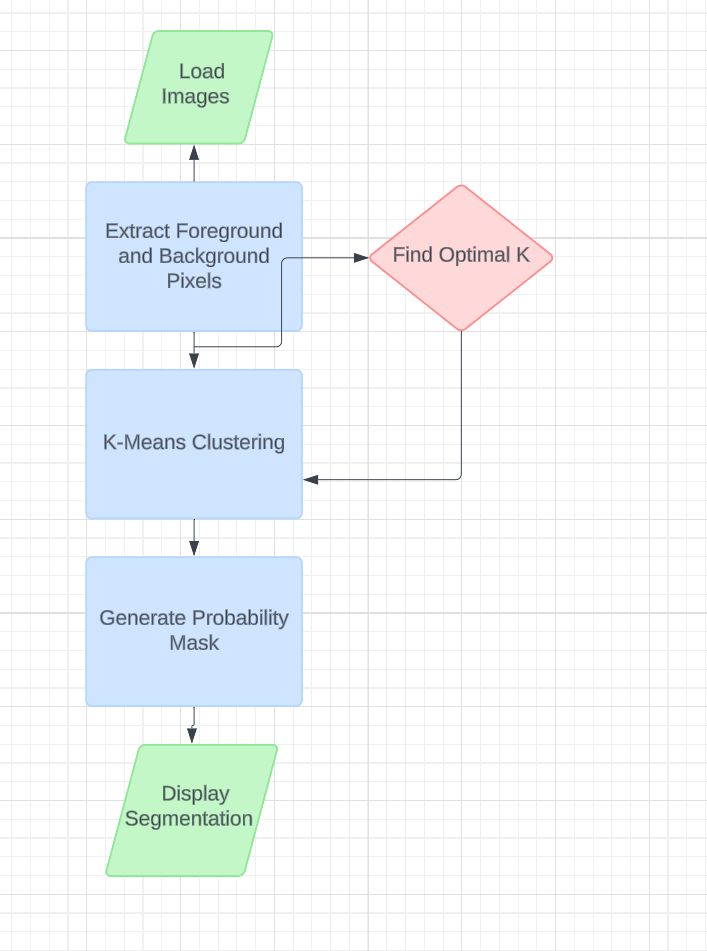 Load
Images
Extract Foreground
and Background
Pixels
Find Optimal K
K-Means Clustering
Generate Probability
Mask
Display
Segmentation